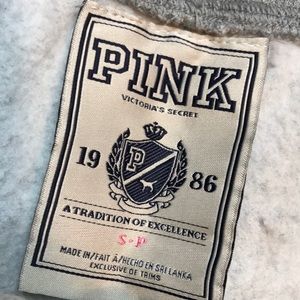 PINK
VICTORIA'S SECRET
19 P 86
A TRADITION OF EXCELLENCE
S·P
MADE IN/FAIT À/HECHO EN SRI LANKA
EXCLUSIVE OF TRIMS